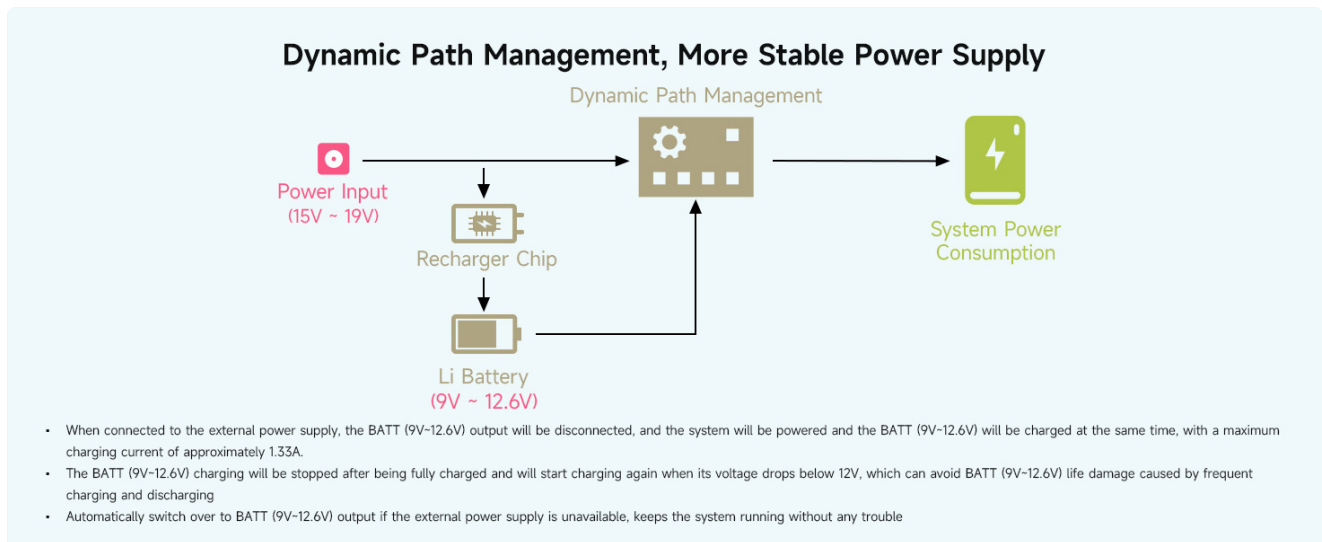 Dynamic Path Management, More Stable Power Supply
Dynamic Path Management
Power Input
(15V ~ 19V)
Recharger Chip
System Power
Consumption
Li Battery
(9V ~ 12.6V)
• When connected to the external power supply, the BATT (9V~12.6V) output will be disconnected, and the system will be powered and the BATT (9V~12.6V) will be charged at the same time, with a maximum
charging current of approximately 1.33A.
• The BATT (9V~12.6V) charging will be stopped after being fully charged and will start charging again when its voltage drops below 12V, which can avoid BATT (9V~12.6V) life damage caused by frequent
charging and discharging
• Automatically switch over to BATT (9V~12.6V) output if the external power supply is unavailable, keeps the system running without any trouble